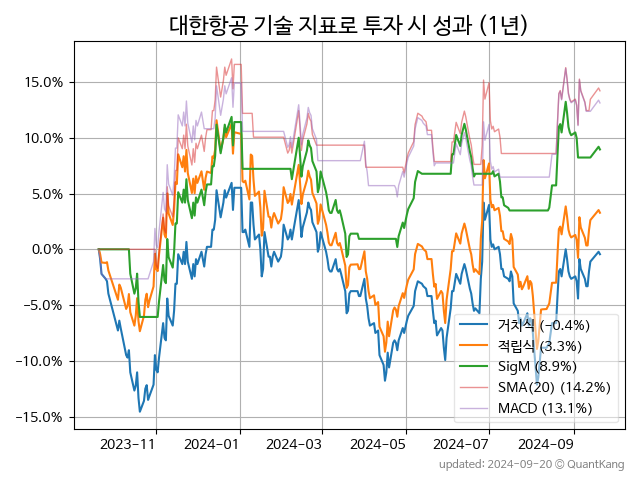 대한항공 기술 지표로 투자 시 성과 (1년)
15.0%
10.0%
5.0%
0.0%
−5.0%
−10.0%
−15.0%
거치식 (-0.4%)
적립식 (3.3%)
SigM (8.9%)
SMA(20) (14.2%)
MACD (13.1%)
2023-11 2024-01 2024-03 2024-05 2024-07 2024-09
updated: 2024-09-20 © QuantKang